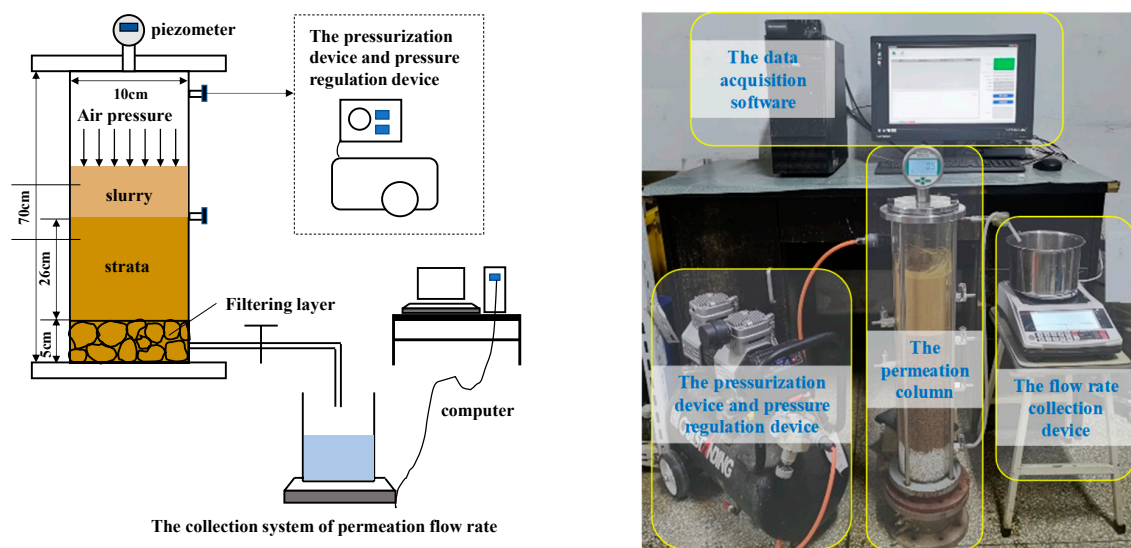 piezometer
The pressurization
device and pressure
regulation device
10cm
Air pressure
slurry
70cm
strata
26cm
Filtering layer
5cm
computer
The collection system of permeation flow rate
The data
acquisition
software
The
permeation
column
The pressurization
device and pressure
regulation device
The flow rate
collection
device